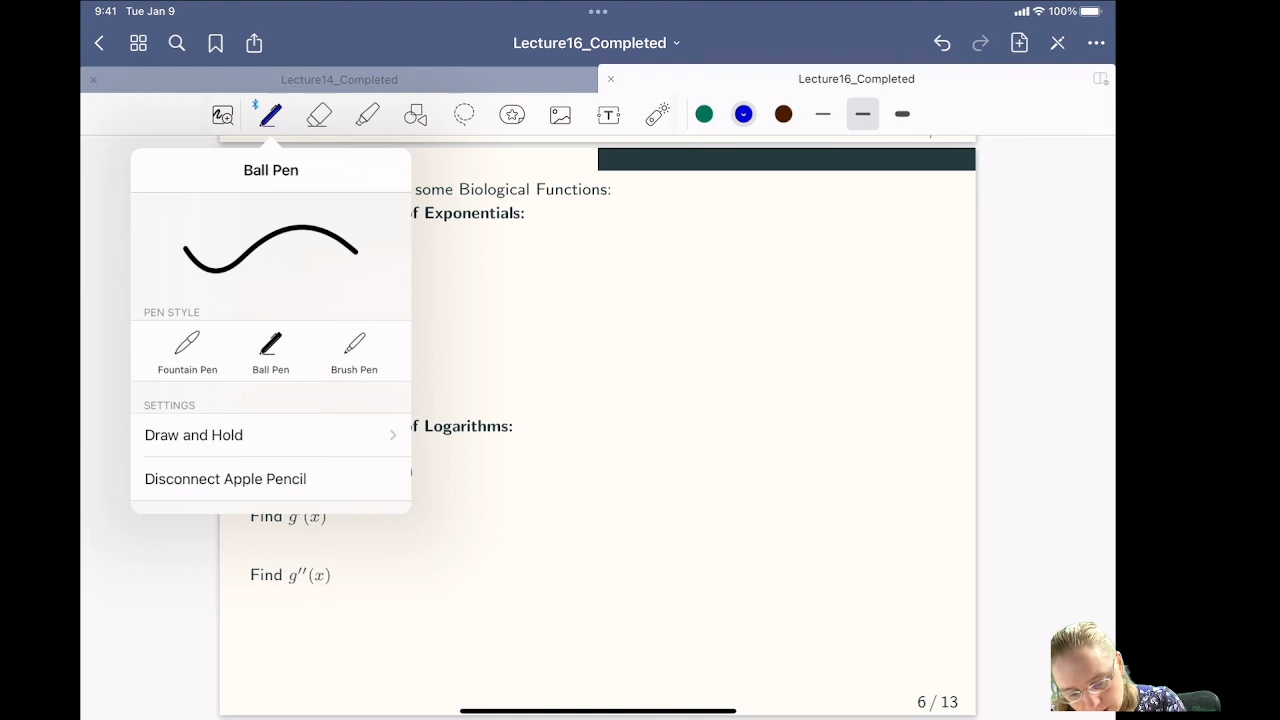 9:41 Tue Jan 9
100%
Lecture16_Completed
Lecture14_Completed
Lecture16_Completed
Ball Pen
PEN STYLE
Fountain Pen
Ball Pen
Brush Pen
SETTINGS
Draw and Hold
Disconnect Apple Pencil
some Biological Functions:
f Exponentials:
f Logarithms:
Find g′(x)
Find g′′(x)
6 / 13